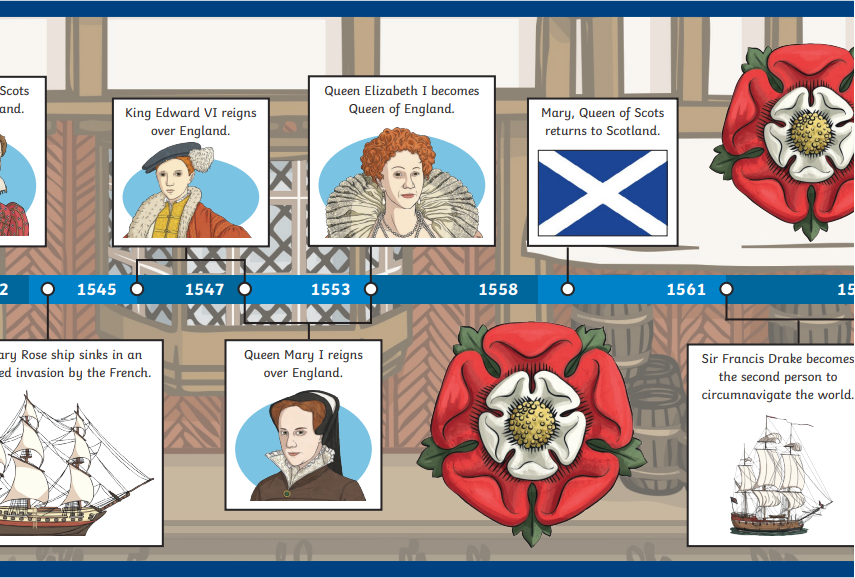 Scots
and.
King Edward VI reigns
over England.
Queen Elizabeth I becomes
Queen of England.
Mary, Queen of Scots
returns to Scotland.
2 1545 1547 1553 1558 1561 15
ary Rose ship sinks in an
ed invasion by the French.
Queen Mary I reigns
over England.
Sir Francis Drake becomes
the second person to
circumnavigate the world.